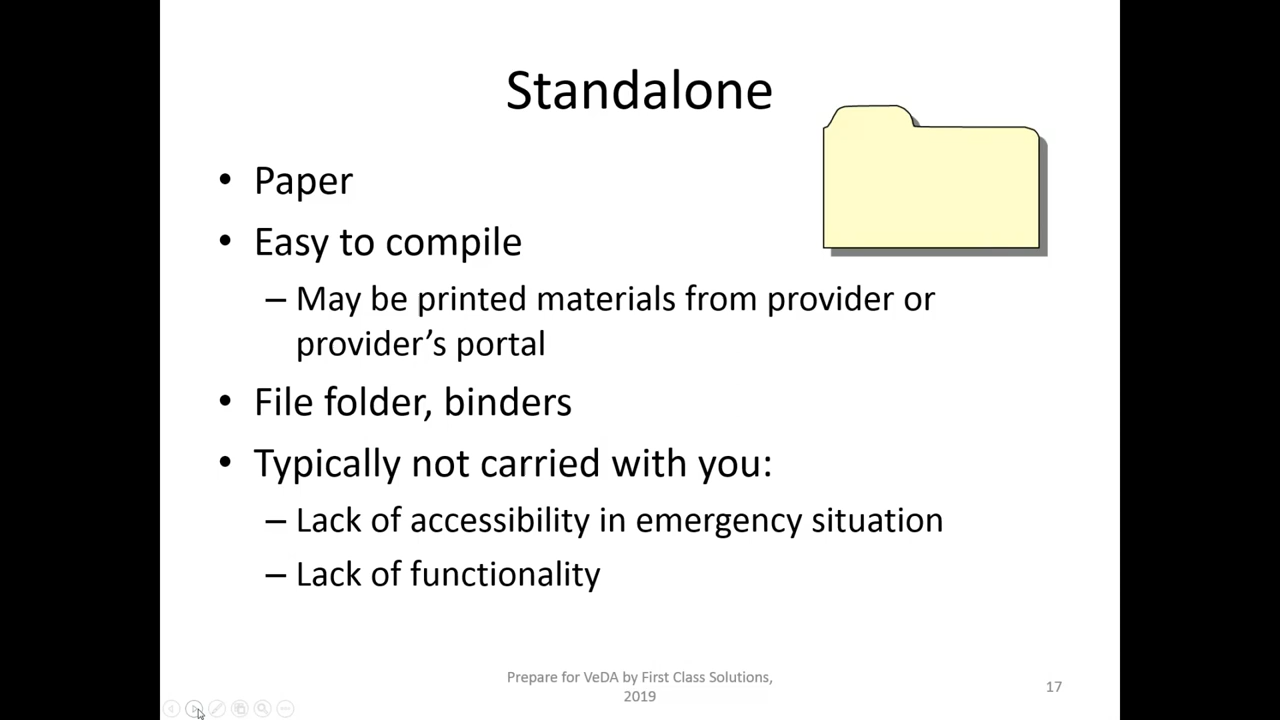 Standalone
• Paper
• Easy to compile
– May be printed materials from provider or
provider’s portal
• File folder, binders
• Typically not carried with you:
– Lack of accessibility in emergency situation
– Lack of functionality
Prepare for VeDA by First Class Solutions,
2019
17